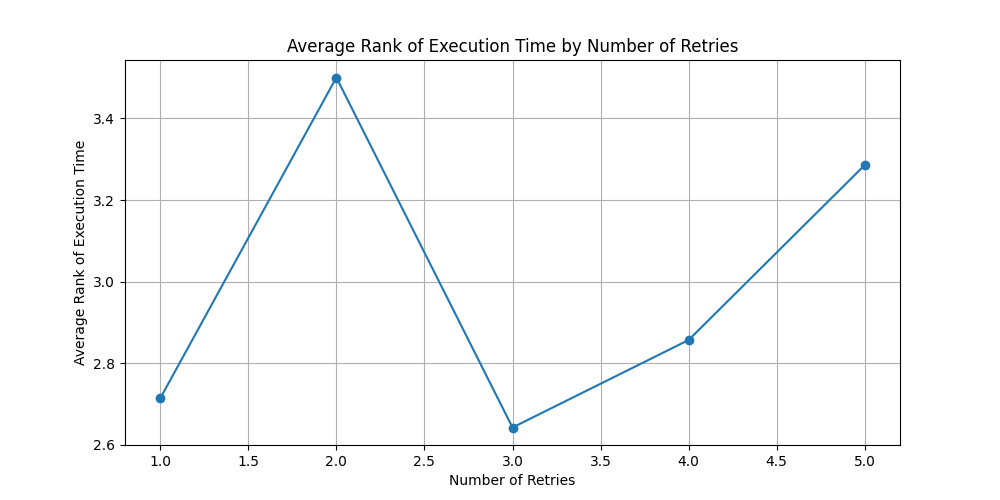 Average Rank of Execution Time by Number of Retries
Average Rank of Execution Time
3.4
3.2
3.0
2.8
2.6
1.0 1.5 2.0 2.5 3.0 3.5 4.0 4.5 5.0
Number of Retries